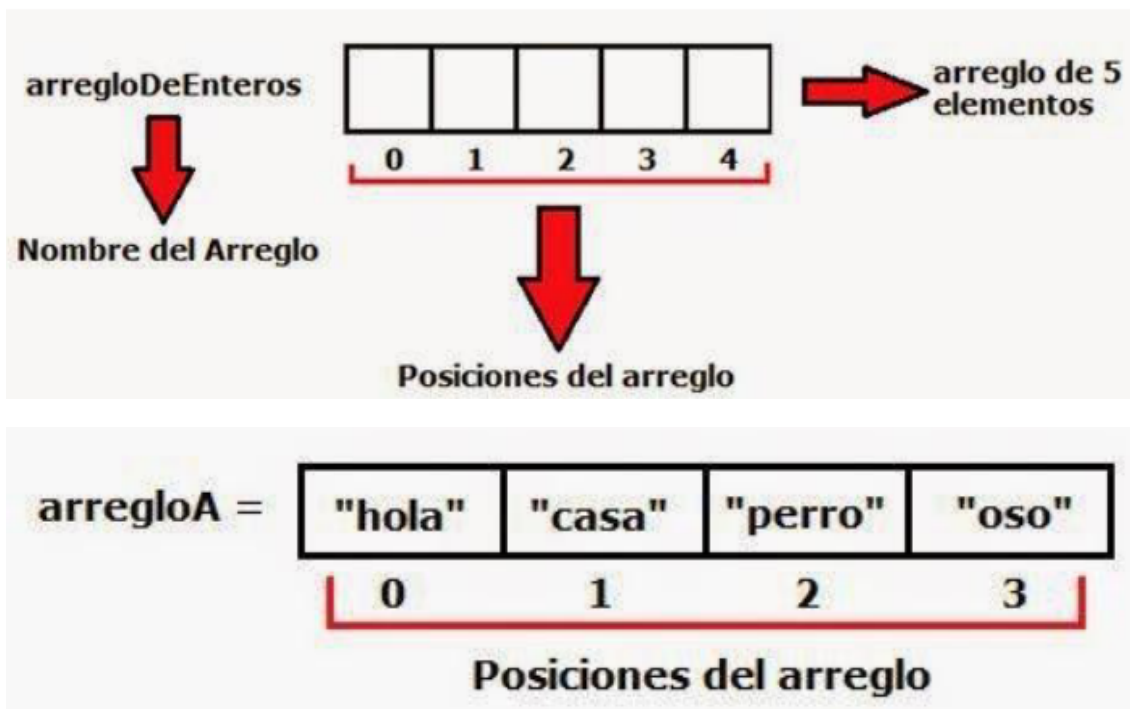 arregloDeEnteros
arreglo de 5
elementos
0 1 2 3 4
Nombre del Arreglo
Posiciones del arreglo
arregloA = "hola" "casa" "perro" "oso"
0 1 2 3
Posiciones del arreglo